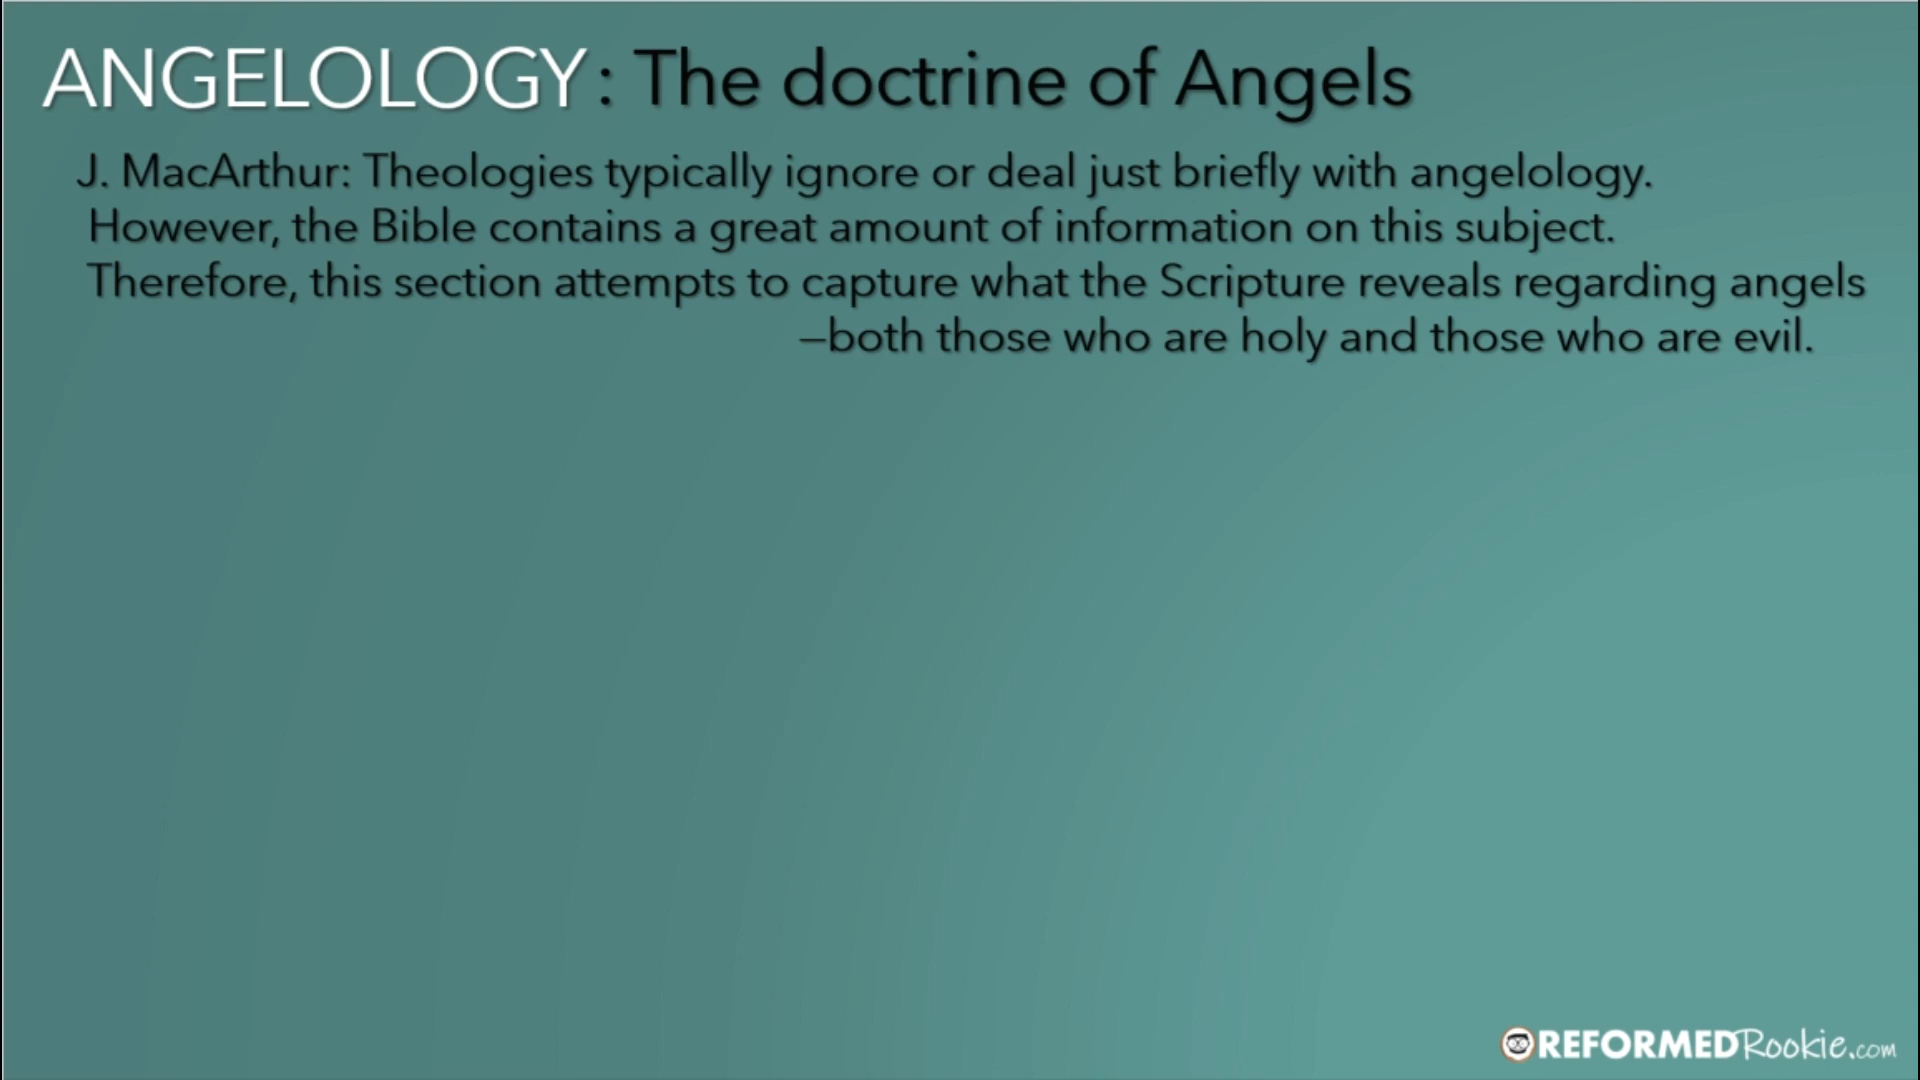 ANGELOLOGY: The doctrine of Angels
J. MacArthur: Theologies typically ignore or deal just briefly with angelology.
However, the Bible contains a great amount of information on this subject.
Therefore, this section attempts to capture what the Scripture reveals regarding angels
—both those who are holy and those who are evil.
REFORMEDRookie.com